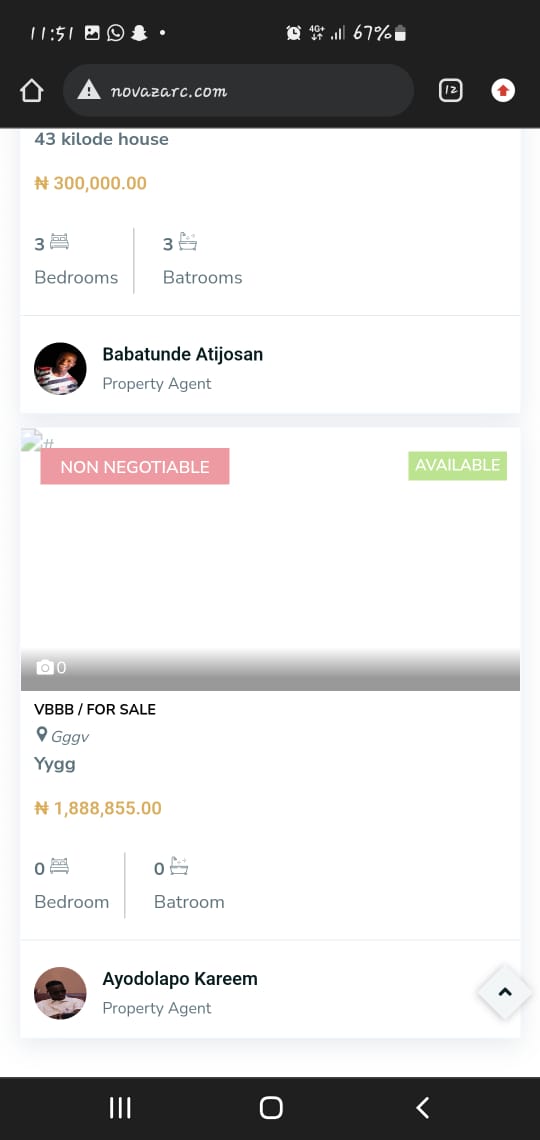 11:51 4G+ 67%
novazarc.com 12
43 kilode house
₦ 300,000.00
3 3
Bedrooms Batrooms
Babatunde Atijosan
Property Agent
#
NON NEGOTIABLE AVAILABLE
0
VBBB / FOR SALE
Gggv
Yygg
₦ 1,888,855.00
0 0
Bedroom Batroom
Ayodolapo Kareem
Property Agent